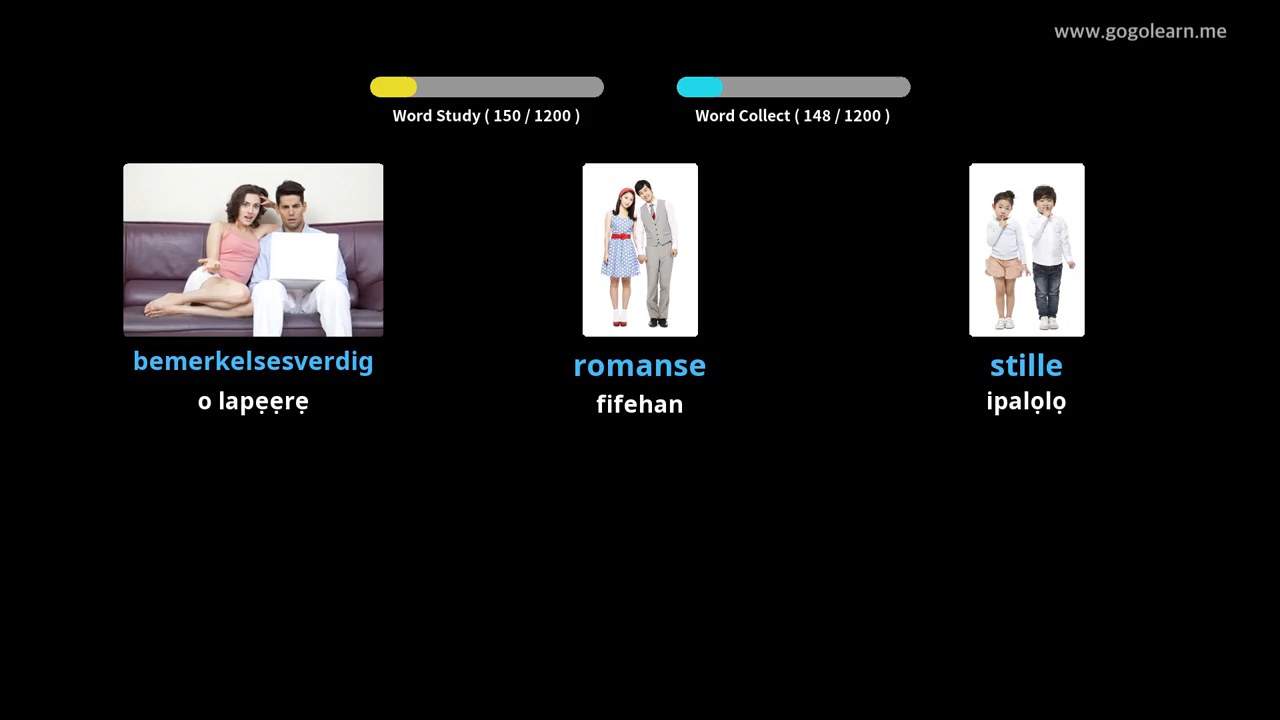 www.gogolearn.me
Word Study ( 150 / 1200 )
Word Collect ( 148 / 1200 )
bemerkelsesverdig
romanse
stille
o lapẹẹrẹ
fifehan
ipalọlọ